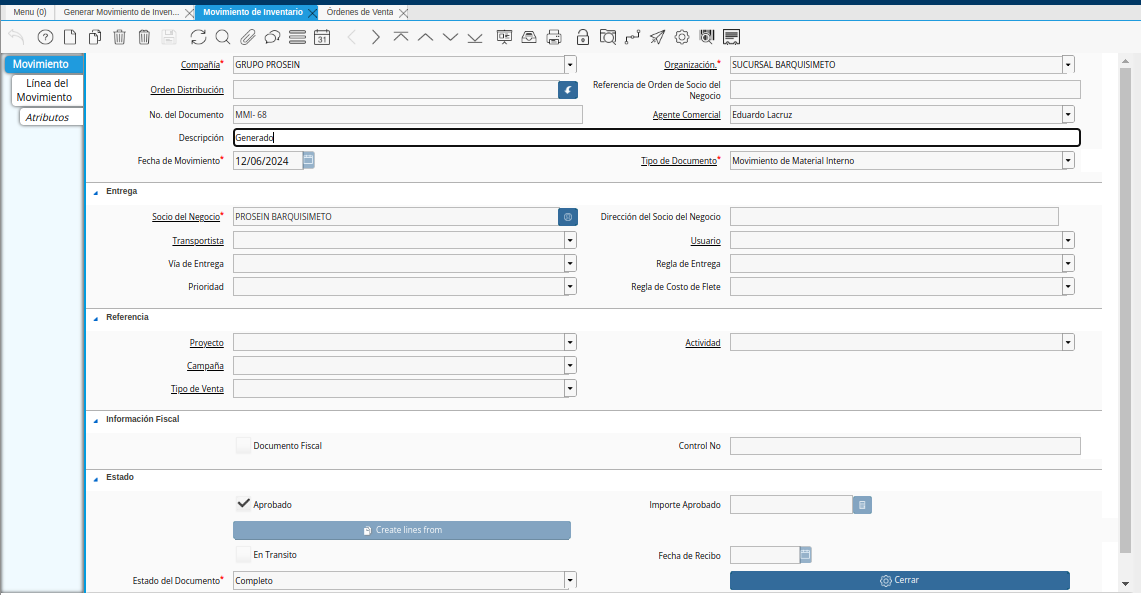 Menu (0) Generar Movimiento de Inven... Movimiento de Inventario Órdenes de Venta
31
Movimiento
Línea del Movimiento
Atributos
Compañía* GRUPO PROSEIN Organización.* SUCURSAL BARQUISIMETO
Orden Distribución Referencia de Orden de Socio del Negocio
No. del Documento MMI- 68 Agente Comercial Eduardo Lacruz
Descripción Generado
Fecha de Movimiento* 12/06/2024 Tipo de Documento* Movimiento de Material Interno
Entrega
Socio del Negocio* PROSEIN BARQUISIMETO Dirección del Socio del Negocio
Transportista Usuario
Vía de Entrega Regla de Entrega
Prioridad Regla de Costo de Flete
Referencia
Proyecto Actividad
Campaña
Tipo de Venta
Información Fiscal
Documento Fiscal Control No
Estado
Aprobado Importe Aprobado
Create lines from
En Transito Fecha de Recibo
Estado del Documento* Completo Cerrar